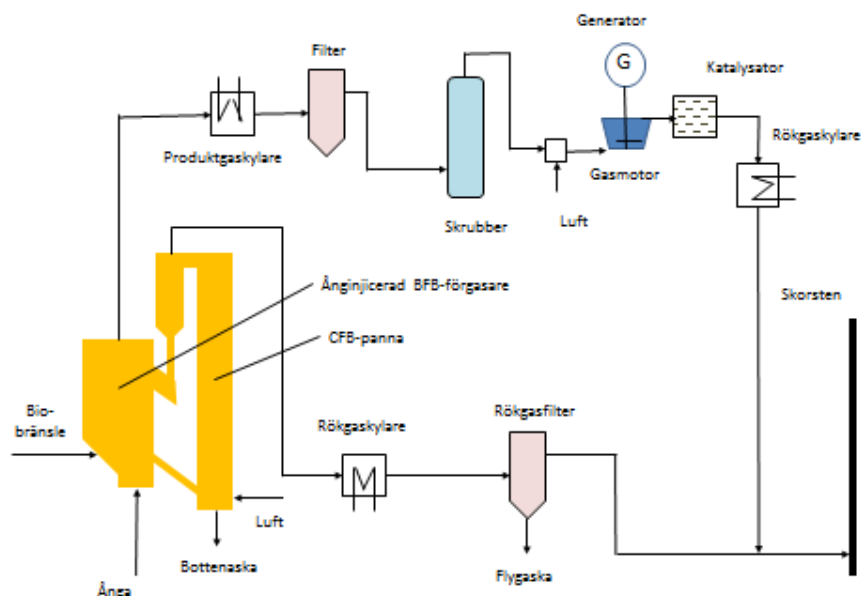 Generator
Filter
G
Katalysator
Rökgaskylare
Produktgaskylare
Gasmotor
Skrubber
Luft
Ånginjicerad BFB-förgasare
Skorsten
CFB-panna
Bio-
bränsle
Rökgaskylare
Rökgasfilter
Luft
Bottenaska
Flygaska
Ånga